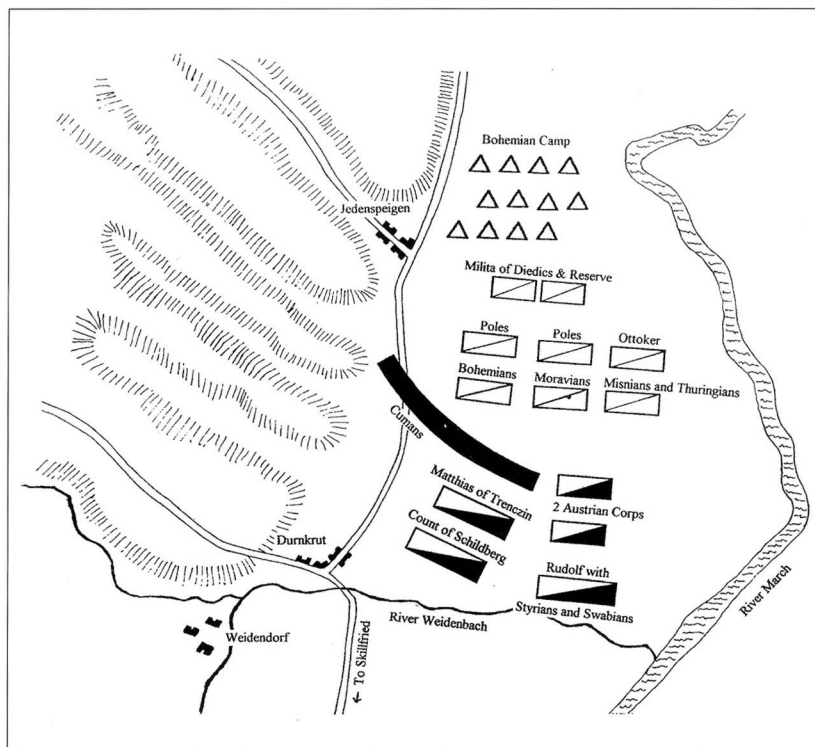 Bohemian Camp
Jedenspeigen
Milita of Diedics & Reserve
Poles
Poles
Ottoker
Bohemians
Moravians
Misnians and Thuringians
Cumans
Matthias of Trenczin
2 Austrian Corps
Count of Schildberg
Durnkrut
Rudolf with
Styrians and Swabians
River March
River Weidenbach
Weidendorf
To Skillfried